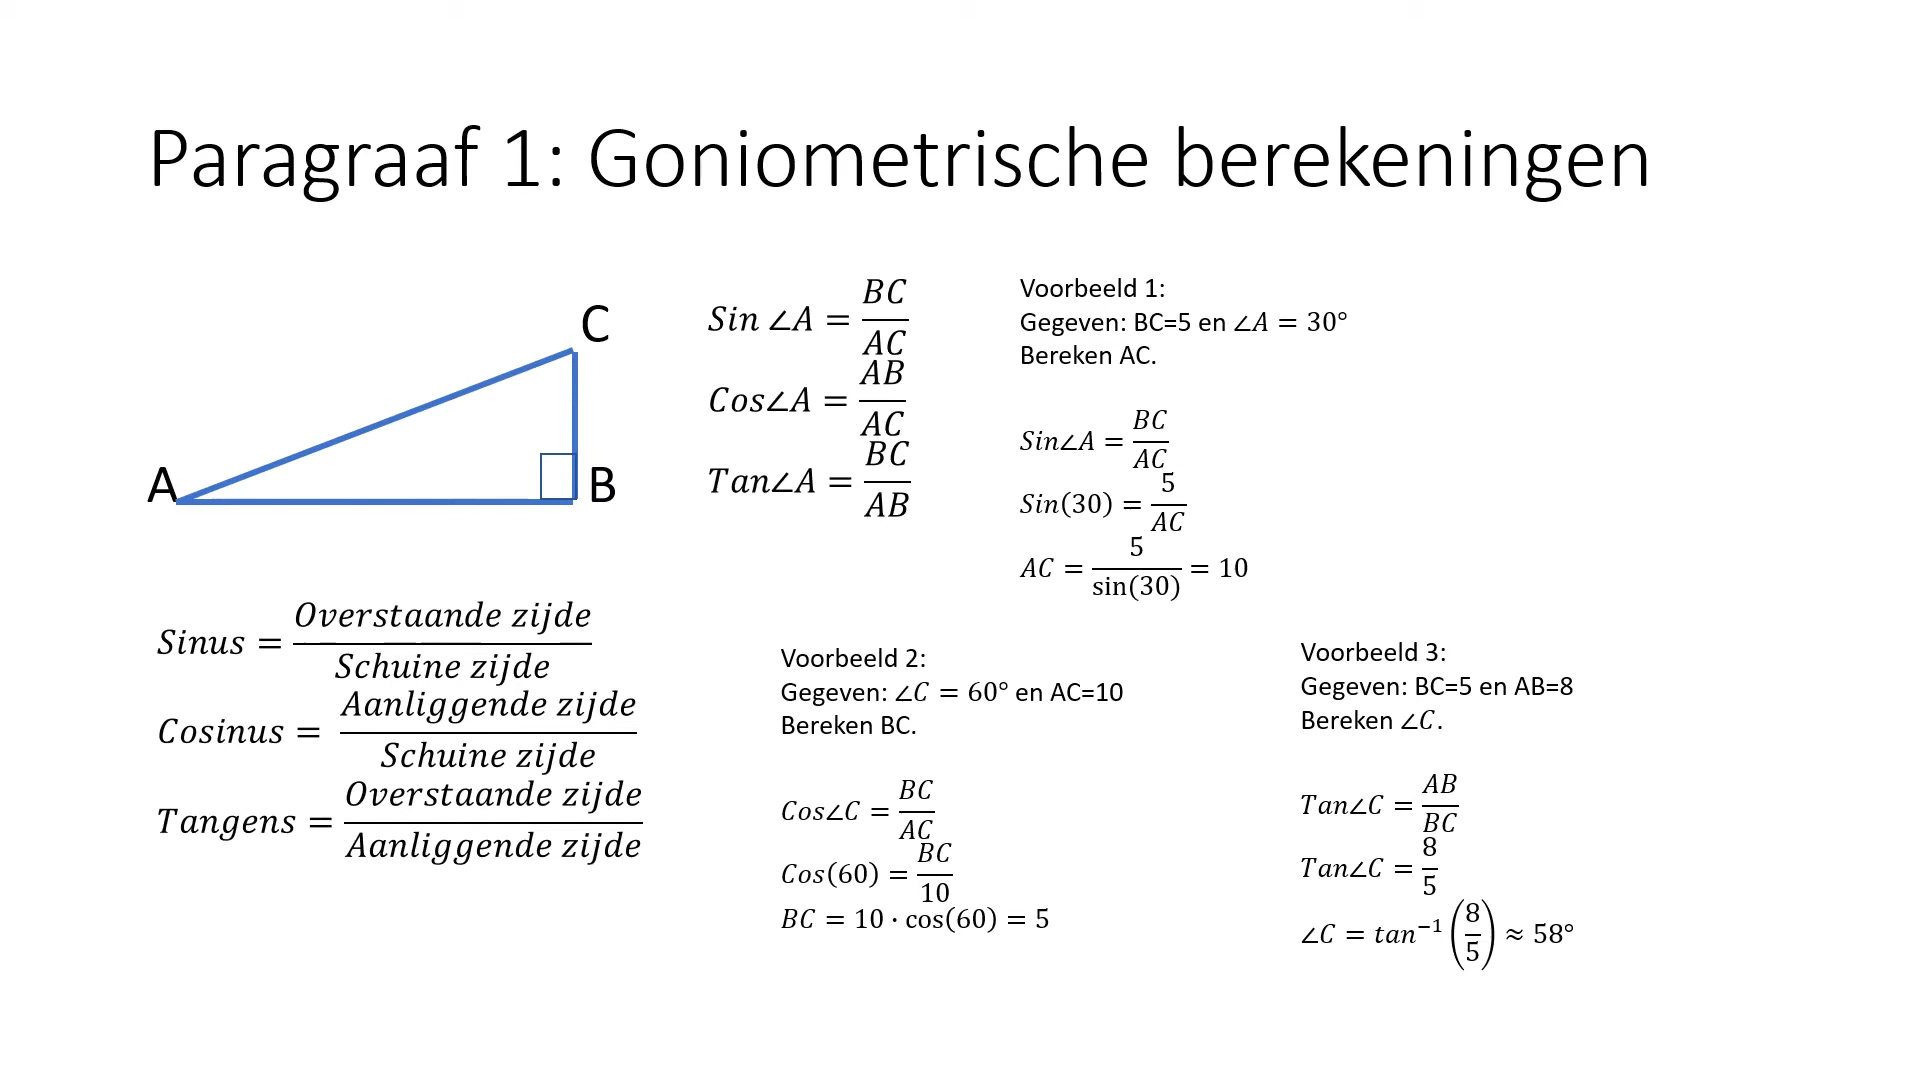 Paragraaf 1: Goniometrische berekeningen
C
A
B
Sinus = Overstaande zijde / Schuine zijde
Cosinus = Aanliggende zijde / Schuine zijde
Tangens = Overstaande zijde / Aanliggende zijde
Sin ∠A = BC / AC
Cos∠A = AB / AC
Tan∠A = BC / AB
Voorbeeld 1:
Gegeven: BC=5 en ∠A = 30°
Bereken AC.
Sin∠A = BC / AC
Sin(30) = 5 / AC
AC = 5 / sin(30) = 10
Voorbeeld 2:
Gegeven: ∠C = 60° en AC=10
Bereken BC.
Cos∠C = BC / AC
Cos(60) = BC / 10
BC = 10 · cos(60) = 5
Voorbeeld 3:
Gegeven: BC=5 en AB=8
Bereken ∠C.
Tan∠C = AB / BC
Tan∠C = 8 / 5
∠C = tan⁻¹ (8 / 5) ≈ 58°